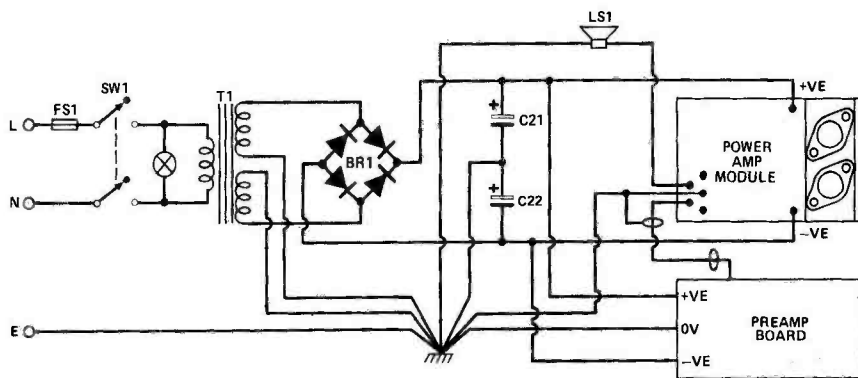 LS1
FS1
SW1
T1
L
N
E
BR1
+
C21
+
C22
+VE
POWER
AMP
MODULE
-VE
+VE
0V
-VE
PREAMP
BOARD